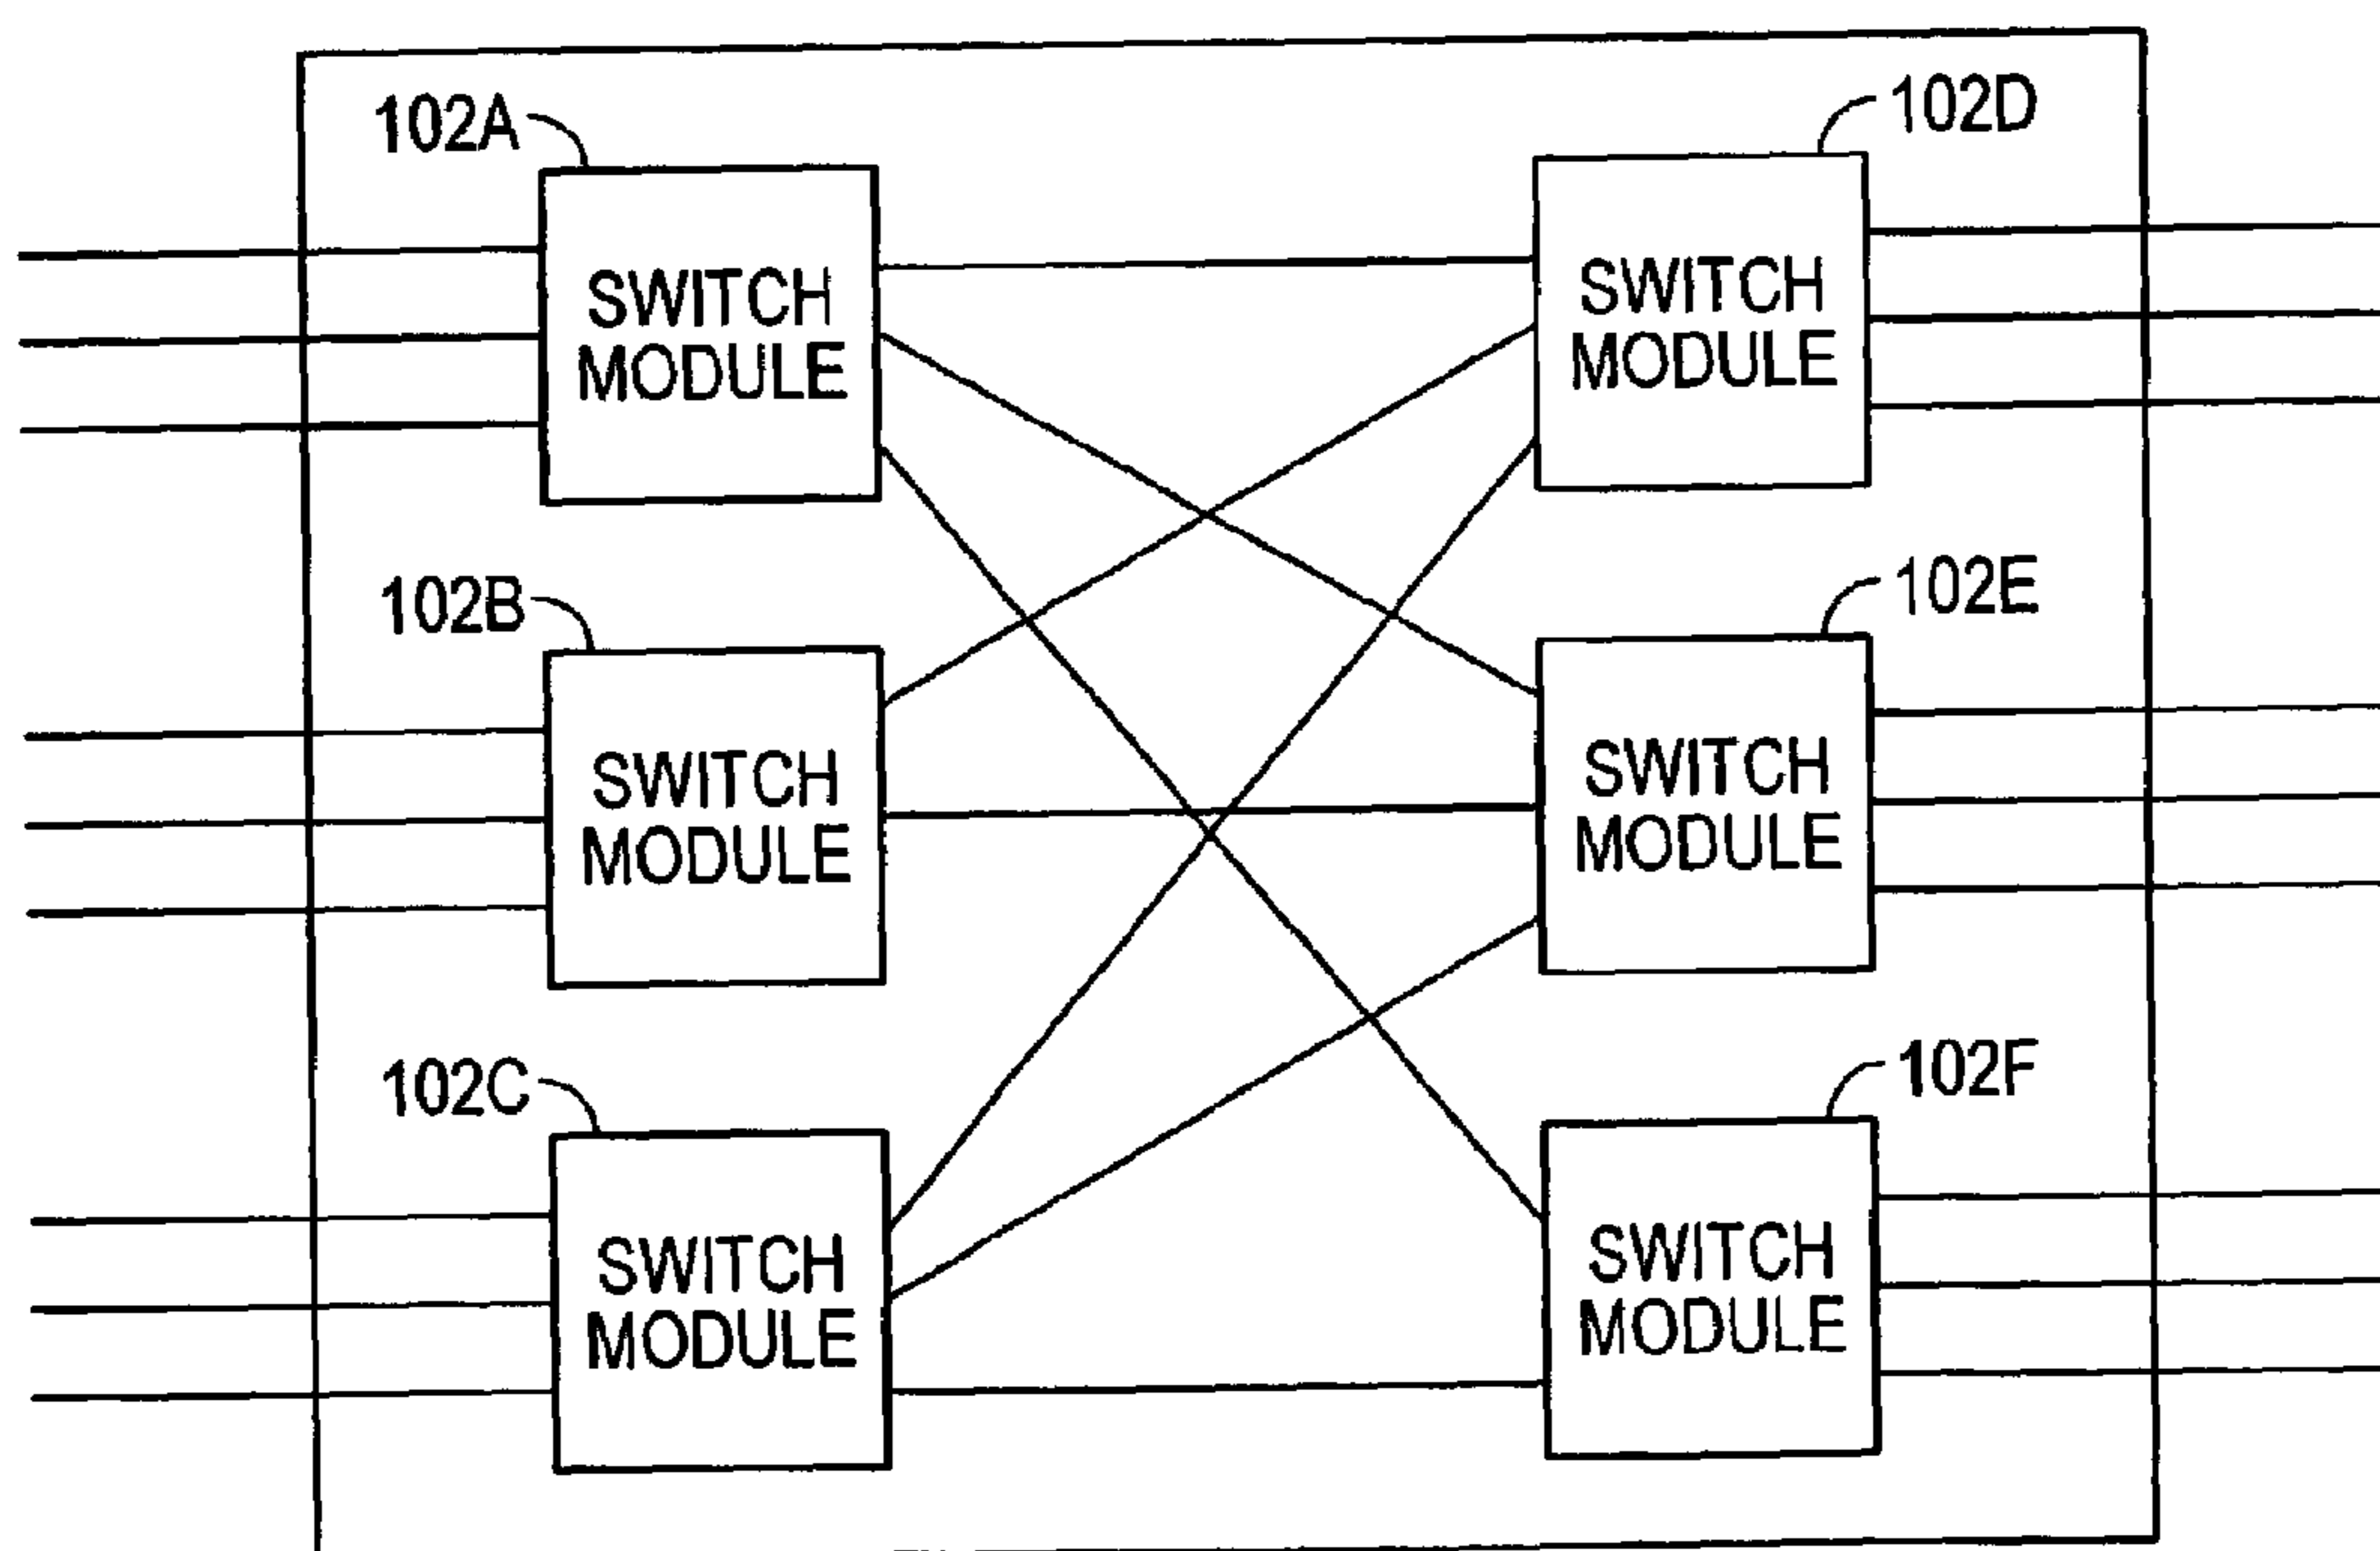 102A
SWITCH
MODULE
102D
SWITCH
MODULE
102B
SWITCH
MODULE
102E
SWITCH
MODULE
102C
SWITCH
MODULE
102F
SWITCH
MODULE